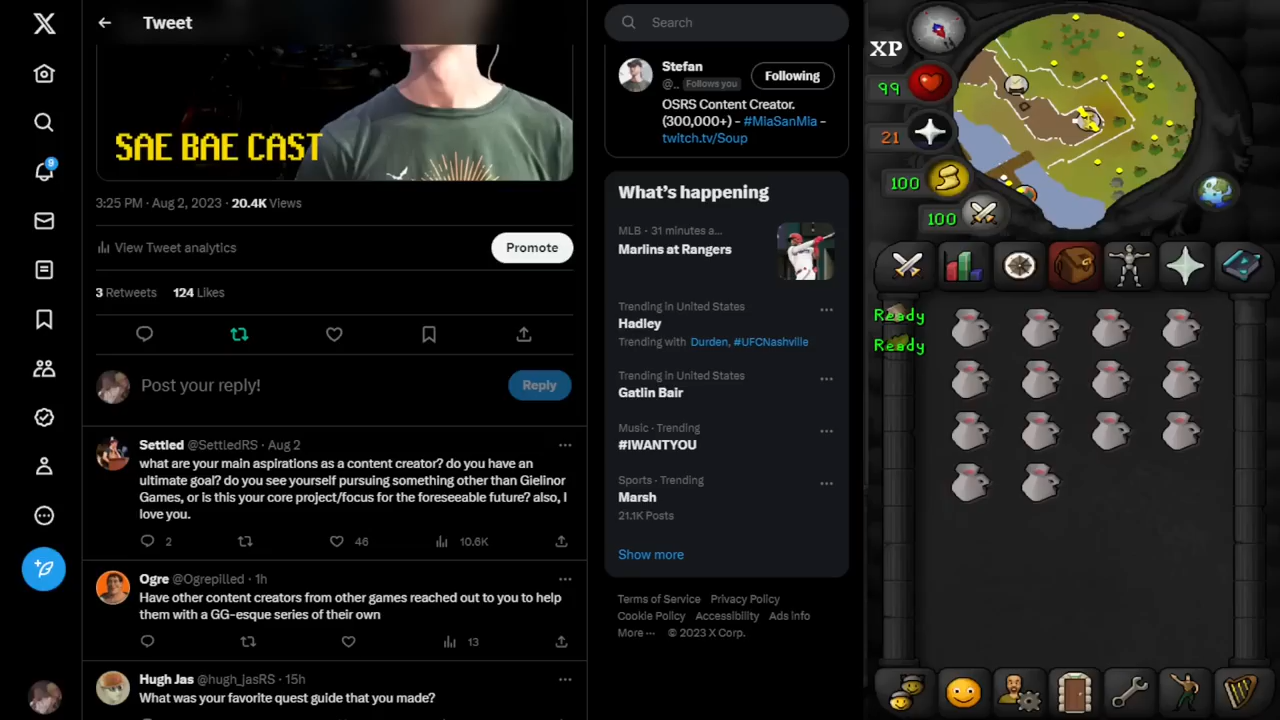 Tweet
SAE BAE CAST
3:25 PM · Aug 2, 2023 · 20.4K Views
View Tweet analytics
Promote
3 Retweets 124 Likes
Post your reply!
Reply
Settled @SettledRS · Aug 2
what are your main aspirations as a content creator? do you have an
ultimate goal? do you see yourself pursuing something other than Gielinor
Games, or is this your core project/focus for the foreseeable future? also, I
love you.
2
46
10.6K
Ogre @Ogrepilled · 1h
Have other content creators from other games reached out to you to help
them with a GG-esque series of their own
13
Hugh Jas @hugh_jasRS · 15h
What was your favorite quest guide that you made?
9
Search
Stefan
@.. Follows you
Following
OSRS Content Creator.
(300,000+) - #MiaSanMia -
twitch.tv/Soup
What's happening
MLB · 31 minutes a...
Marlins at Rangers
Trending in United States
Hadley
Trending with Durden, #UFCNashville
Trending in United States
Gatlin Bair
Music · Trending
#IWANTYOU
Sports · Trending
Marsh
21.1K Posts
Show more
Terms of Service Privacy Policy
Cookie Policy Accessibility Ads info
More ··· © 2023 X Corp.
XP
99
21
100
100
Ready
Ready